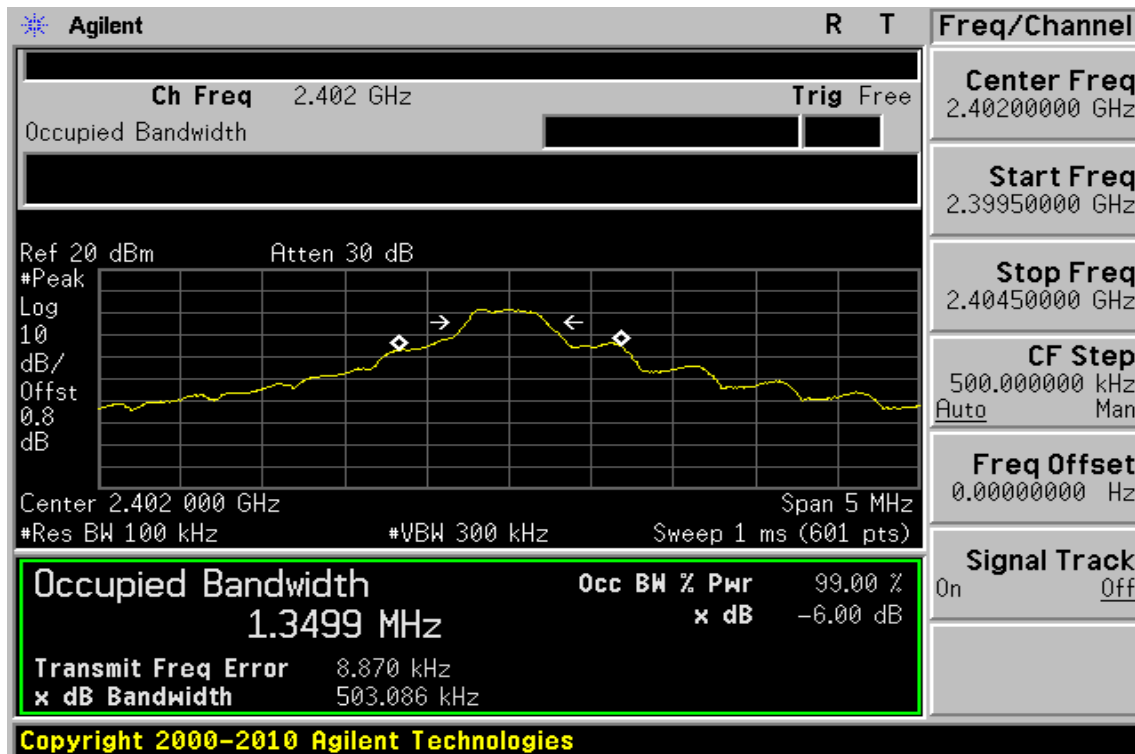 Agilent R T
Freq/Channel
Ch Freq 2.402 GHz Trig Free
Occupied Bandwidth
Center Freq
2.40200000 GHz
Start Freq
2.39950000 GHz
Stop Freq
2.40450000 GHz
CF Step
500.000000 kHz
Auto Man
Freq Offset
0.00000000 Hz
Signal Track
On Off
Ref 20 dBm Atten 30 dB
#Peak
Log
10
dB/
Offst
0.8
dB
Center 2.402 000 GHz Span 5 MHz
#Res BW 100 kHz #VBW 300 kHz Sweep 1 ms (601 pts)
Occupied Bandwidth Occ BW % Pwr 99.00 %
1.3499 MHz x dB -6.00 dB
Transmit Freq Error 8.870 kHz
x dB Bandwidth 503.086 kHz
Copyright 2000-2010 Agilent Technologies